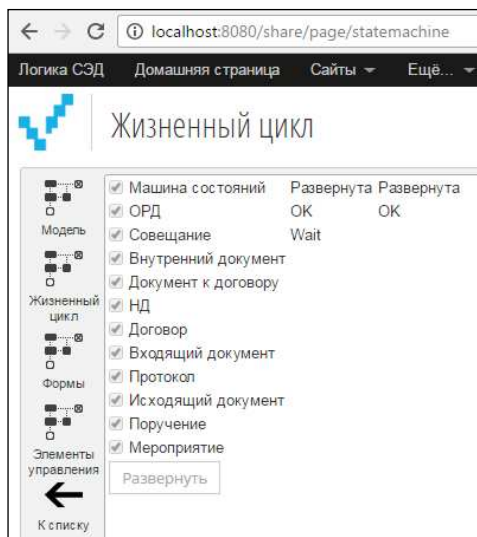 localhost:8080/share/page/statemachine
Логика СЭД Домашняя страница Сайты Ещё...
Жизненный цикл
Модель
Жизненный
цикл
Формы
Элементы
управления
К списку
Машина состояний Развернута Развернута
ОРД OK OK
Совещание Wait
Внутренний документ
Документ к договору
НД
Договор
Входящий документ
Протокол
Исходящий документ
Поручение
Мероприятие
Развернуть